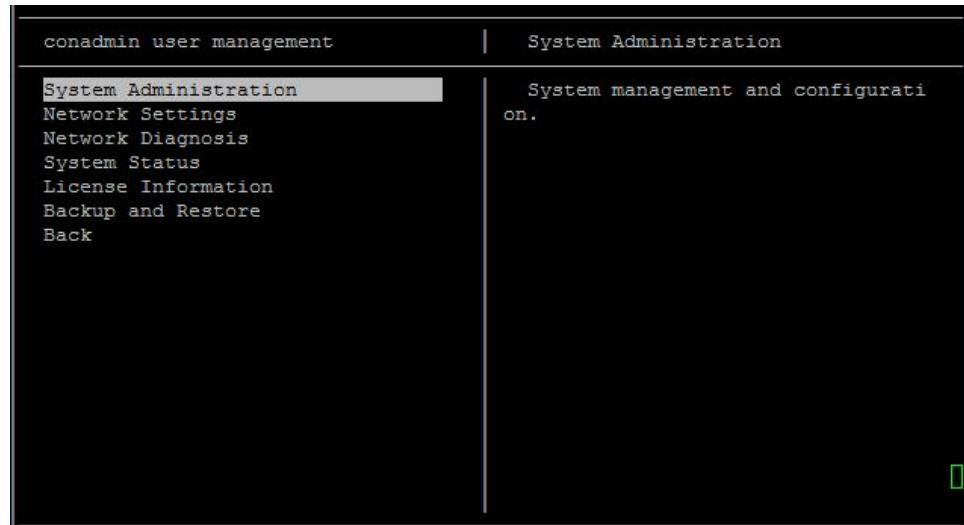 conadmin user management
System Administration
System Administration
Network Settings
Network Diagnosis
System Status
License Information
Backup and Restore
Back
System management and configurati
on.